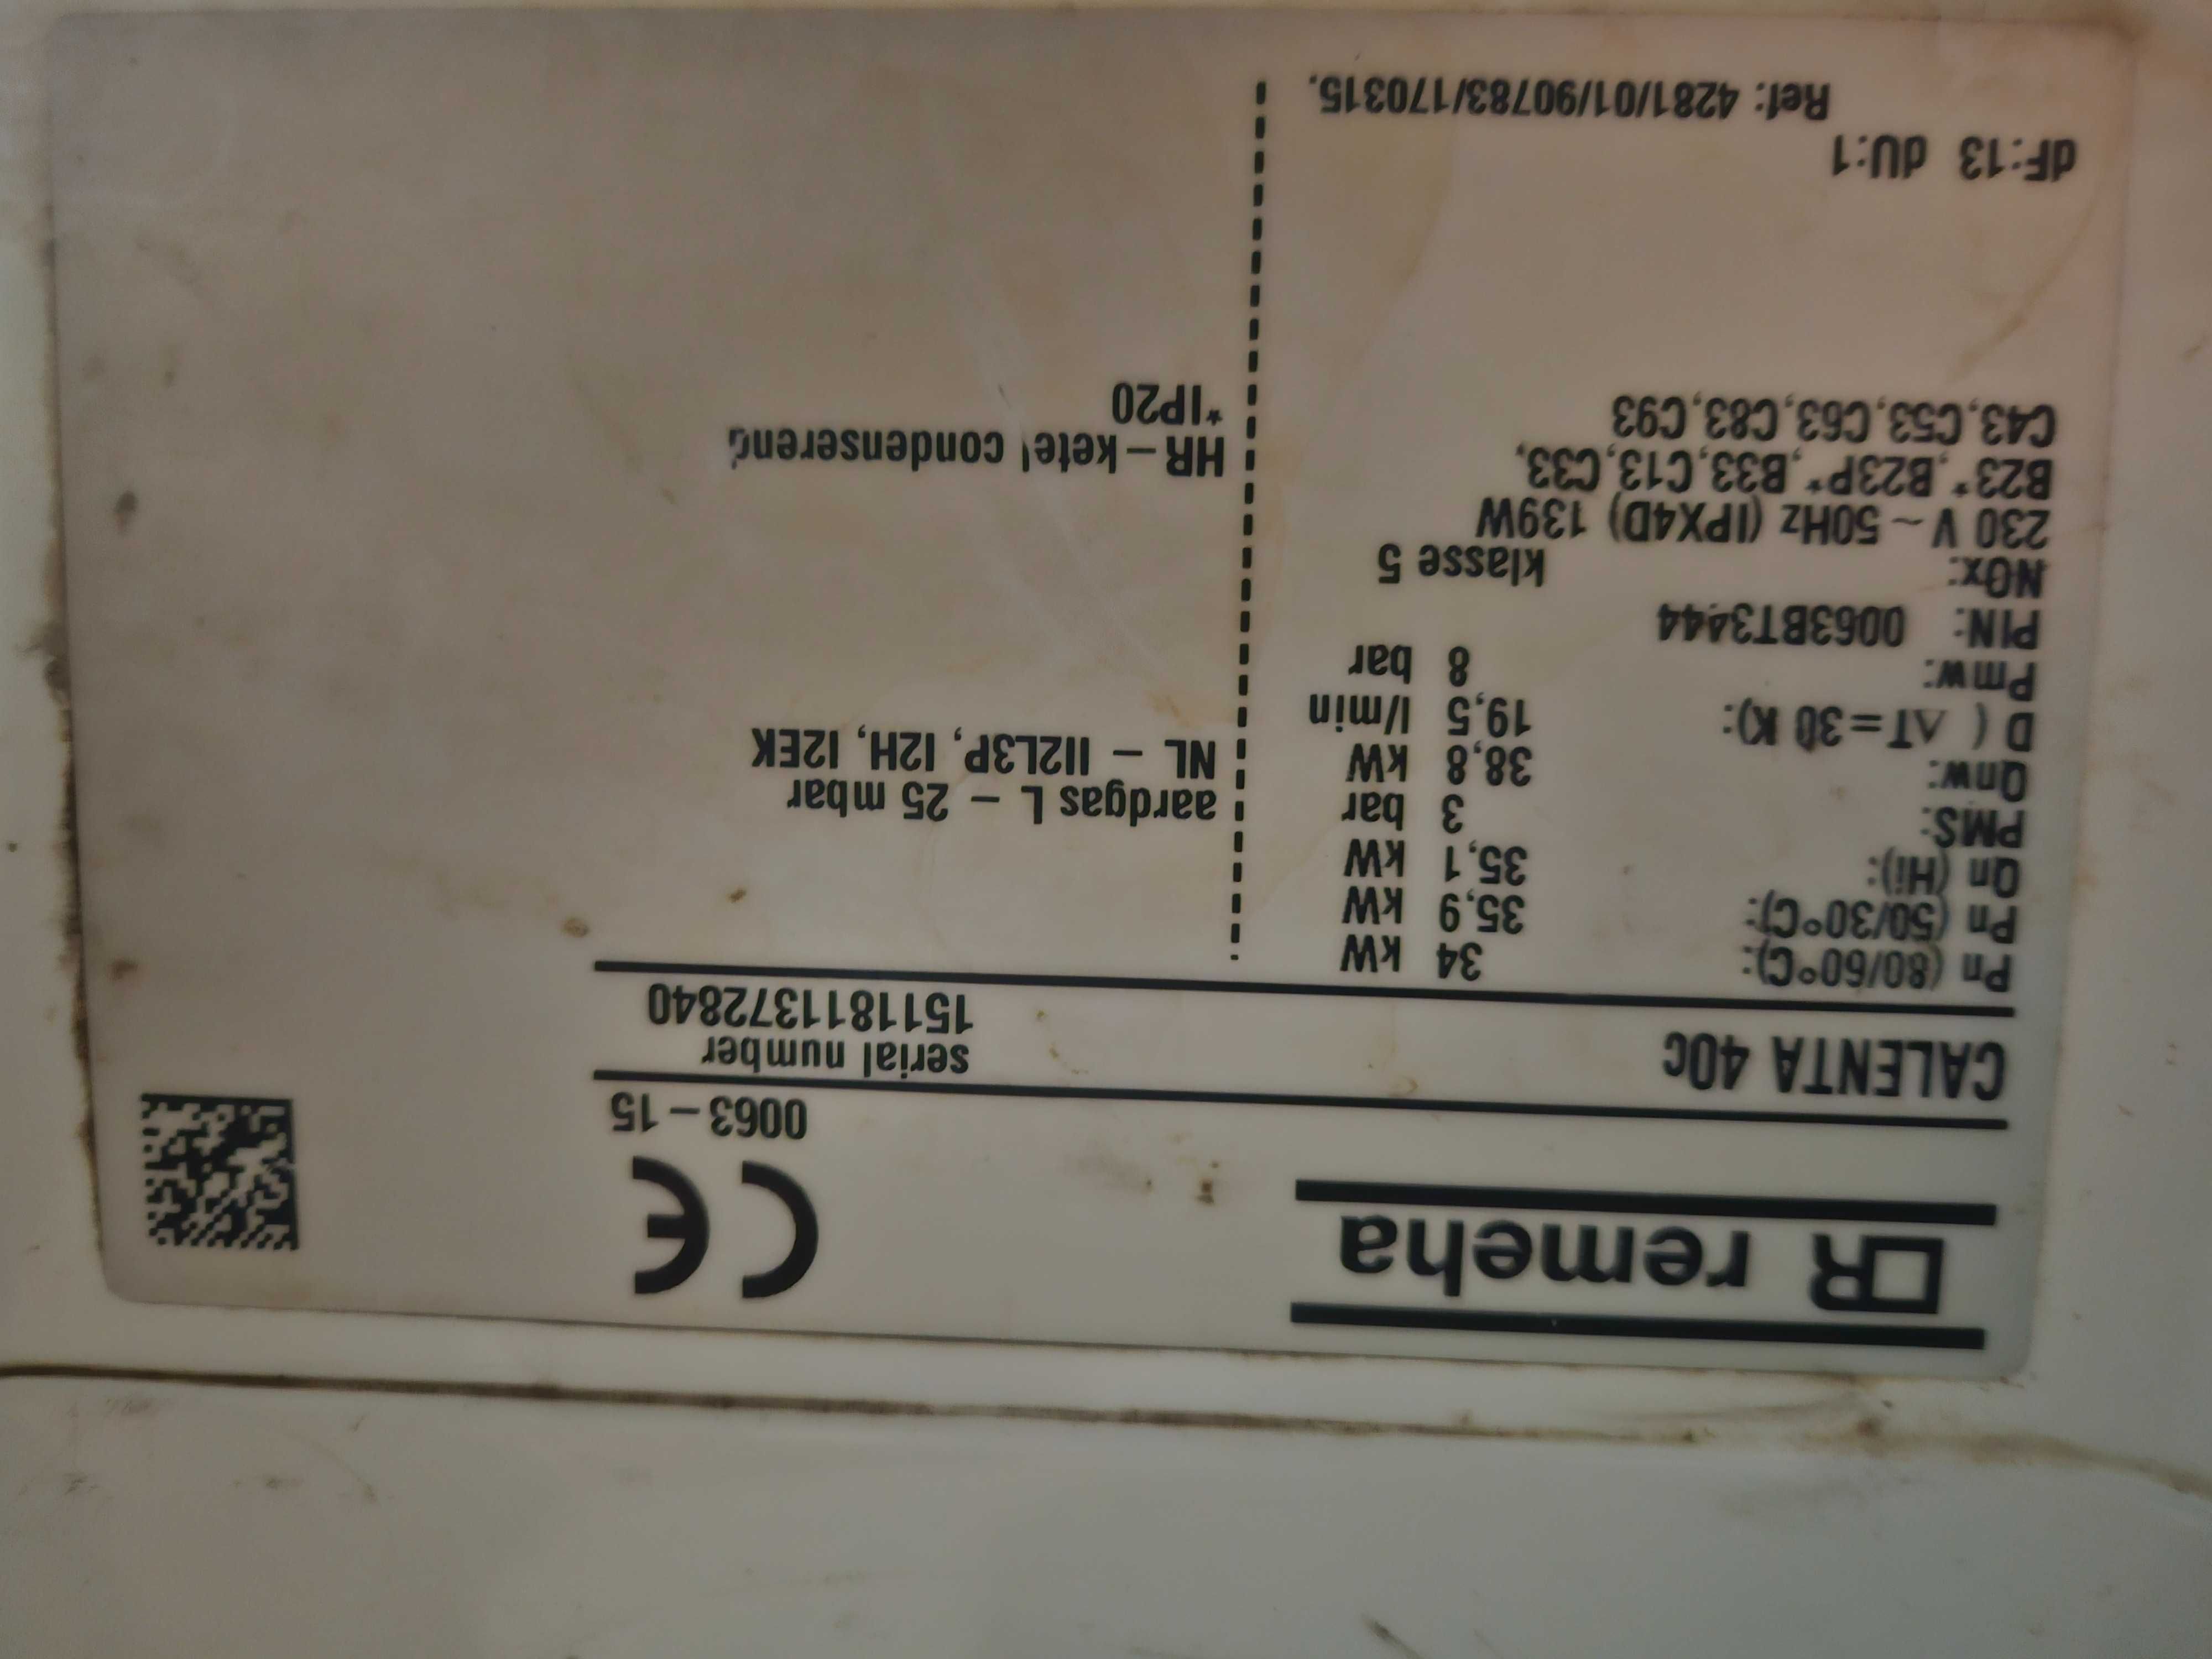 remeha
CE
0063 – 15
CALENTA 40c
serial number
1511811372840
Pn (80/60°C): 34 kW
Pn (50/30°C): 35,9 kW
Qn (Hi): 35,1 kW
PMS: 3 bar
Qnw: 38,8 kW
D ( ΔT=30 K): 19,5 l/min
Pmw: 8 bar
PIN: 0063BT3444
NOx: klasse 5
230 V ~ 50Hz (IPX4D) 139W
B23*, B23P*, B33,C13,C33,
C43,C53,C63,C83,C93
dF:13 dU:1
Ref: 4281/01/90783/170315.
aardgas L – 25 mbar
NL – II2L3P, I2H, I2EK
HR – ketel condenserend
*IP20